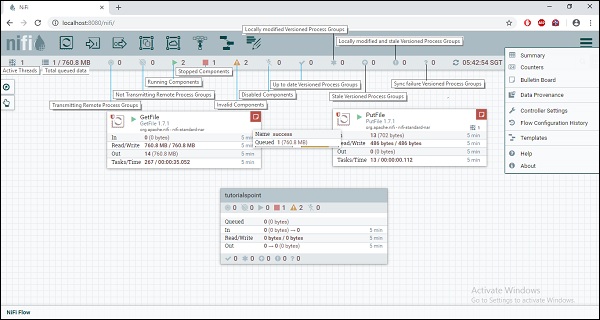 NiFi
localhost:8080/nifi/
nifi
Locally modified Versioned Process Groups
Locally modified and stale Versioned Process Groups
1 1 / 760.8 MB 0 0 2 1 2 0 0 0 0 0 0 05:42:54 SGT
Active Threads Total queued data
Stopped Components
Running Components
Up to date Versioned Process Groups
Sync failure Versioned Process Groups
Not Transmitting Remote Process Groups
Disabled Components
Stale Versioned Process Groups
Transmitting Remote Process Groups
Invalid Components
Summary
Counters
Bulletin Board
Data Provenance
Controller Settings
Flow Configuration History
Templates
Help
About
GetFile
GetFile 1.7.1
org.apache.nifi - nifi-standard-nar
In 0 (0 bytes) 5 min
Read/Write 760.8 MB / 760.8 MB 5 min
Out 14 (760.8 MB) 5 min
Tasks/Time 267 / 00:00:35.052 5 min
Name success
Queued 1 (760.8 MB)
PutFile
PutFile 1.7.1
org.apache.nifi - nifi-standard-nar
1
In 13 (702 bytes) 5 min
Read/Write 486 bytes / 486 bytes 5 min
Out 0 (0 bytes) 5 min
Tasks/Time 13 / 00:00:00.112 5 min
tutorialspoint
0 0 0 1 2 0
Queued 0 (0 bytes)
In 0 (0 bytes) → 0 5 min
Read/Write 0 bytes / 0 bytes 5 min
Out 0 → 0 (0 bytes) 5 min
0 0 0 0 ? 0
Activate Windows
Go to Settings to activate Windows.
NiFi Flow